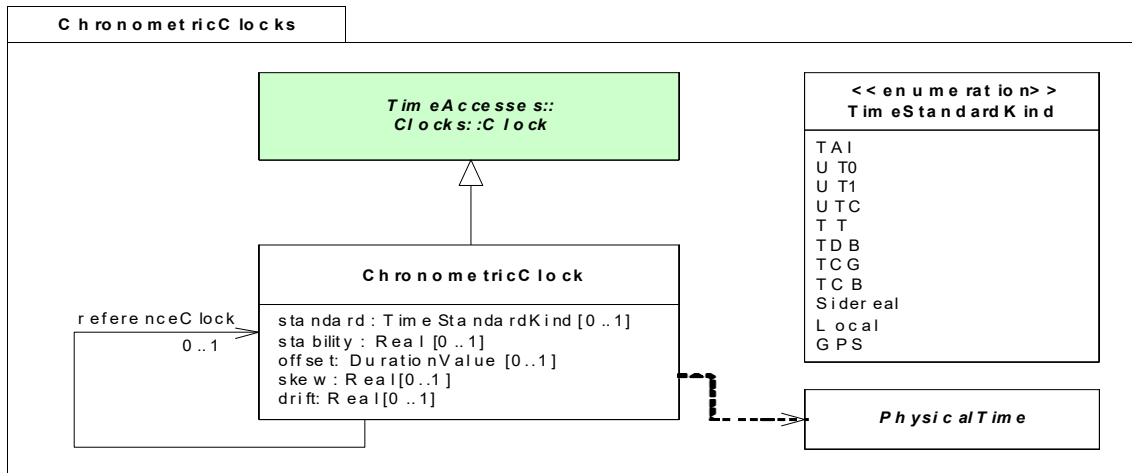 ChronometricClocks
TimeAccesses::
Clocks::Clock
<<enumeration>>
TimeStandardKind
TAI
UT0
UT1
UTC
TT
TDB
TCG
TCB
Sidereal
Local
GPS
ChronometricClock
standard: TimeStandardKind [0..1]
stability: Real [0..1]
offset: DurationValue [0..1]
skew: Real [0..1]
drift: Real [0..1]
referenceClock
0..1
PhysicalTime